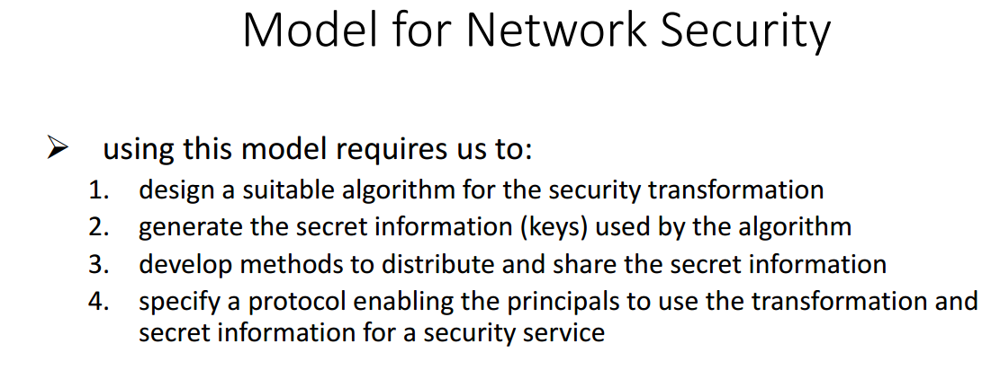 Model for Network Security
➢ using this model requires us to:
1. design a suitable algorithm for the security transformation
2. generate the secret information (keys) used by the algorithm
3. develop methods to distribute and share the secret information
4. specify a protocol enabling the principals to use the transformation and
secret information for a security service